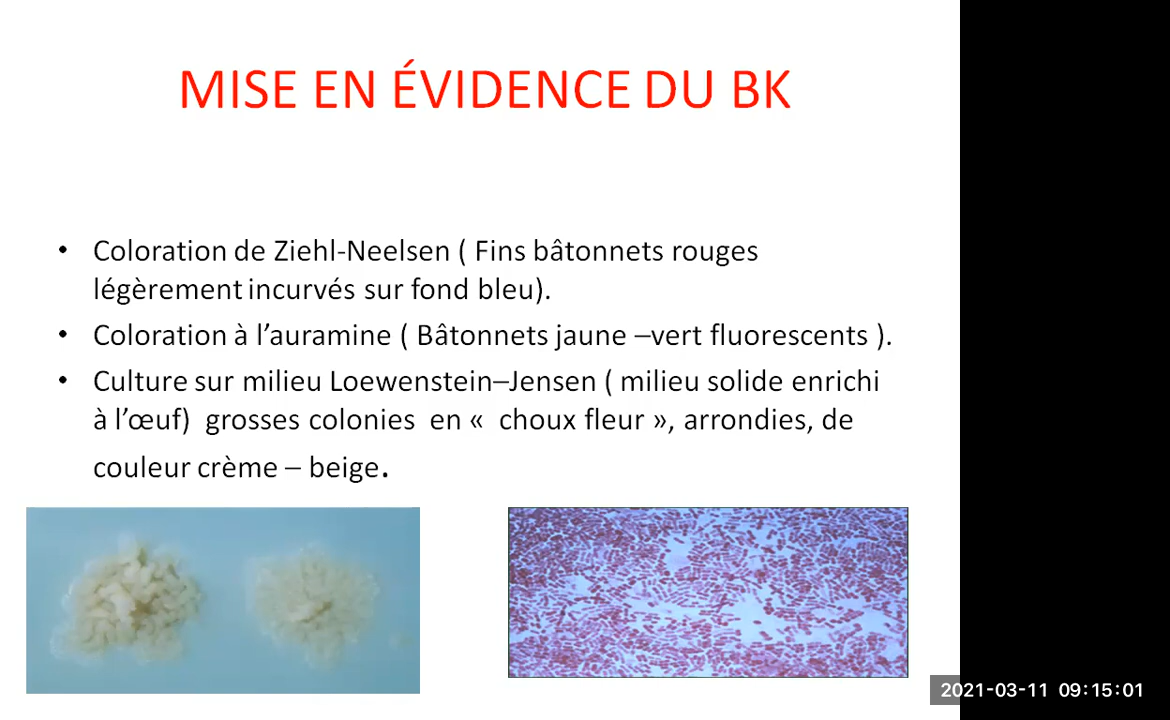 MISE EN ÉVIDENCE DU BK
• Coloration de Ziehl-Neelsen ( Fins bâtonnets rouges
légèrement incurvés sur fond bleu).
• Coloration à l’auramine ( Bâtonnets jaune –vert fluorescents ).
• Culture sur milieu Loewenstein–Jensen ( milieu solide enrichi
à l’œuf) grosses colonies en « choux fleur », arrondies, de
couleur crème – beige.
2021-03-11 09:15:01